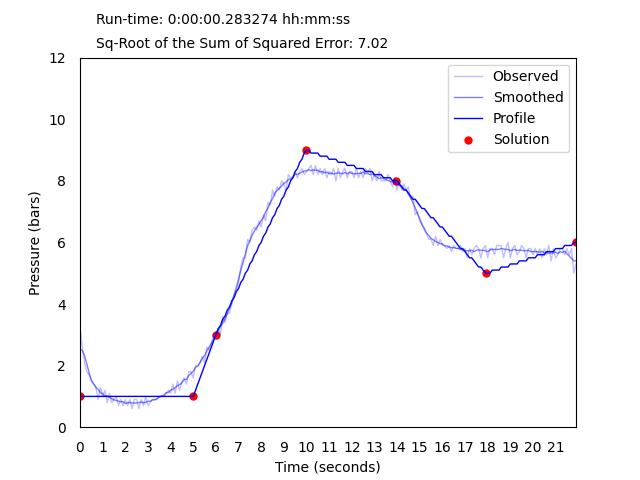 Run-time: 0:00:00.283274 hh:mm:ss
Sq-Root of the Sum of Squared Error: 7.02
Observed
Smoothed
Profile
Solution
12
10
8
6
4
2
0
Pressure (bars)
0 1 2 3 4 5 6 7 8 9 10 11 12 13 14 15 16 17 18 19 20 21
Time (seconds)